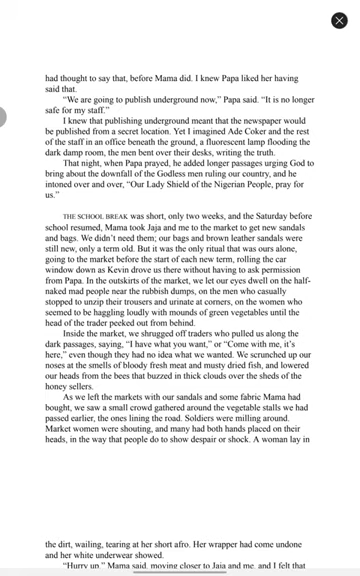 had thought to say that, before Mama did. I knew Papa liked her having
said that.
“We are going to publish underground now,” Papa said. “It is no longer
safe for my staff.”
I knew that publishing underground meant that the newspaper would
be published from a secret location. Yet I imagined Ade Coker and the rest
of the staff in an office beneath the ground, a fluorescent lamp flooding the
dark damp room, the men bent over their desks, writing the truth.
That night, when Papa prayed, he added longer passages urging God to
bring about the downfall of the Godless men ruling our country, and he
intoned over and over, “Our Lady Shield of the Nigerian People, pray for
us.”
THE SCHOOL BREAK was short, only two weeks, and the Saturday before
school resumed, Mama took Jaja and me to the market to get new sandals
and bags. We didn’t need them; our bags and brown leather sandals were
still new, only a term old. But it was the only ritual that was ours alone,
going to the market before the start of each new term, rolling the car
window down as Kevin drove us there without having to ask permission
from Papa. In the outskirts of the market, we let our eyes dwell on the half-
naked mad people near the rubbish dumps, on the men who casually
stopped to unzip their trousers and urinate at corners, on the women who
seemed to be haggling loudly with mounds of green vegetables until the
head of the trader peeked out from behind.
Inside the market, we shrugged off traders who pulled us along the
dark passages, saying, “I have what you want,” or “Come with me, it’s
here,” even though they had no idea what we wanted. We scrunched up our
noses at the smells of bloody fresh meat and musty dried fish, and lowered
our heads from the bees that buzzed in thick clouds over the sheds of the
honey sellers.
As we left the markets with our sandals and some fabric Mama had
bought, we saw a small crowd gathered around the vegetable stalls we had
passed earlier, the ones lining the road. Soldiers were milling around.
Market women were shouting, and many had both hands placed on their
heads, in the way that people do to show despair or shock. A woman lay in
the dirt, wailing, tearing at her short afro. Her wrapper had come undone
and her white underwear showed.
“Hurry up,” Mama said, moving closer to Jaja and me, and I felt that